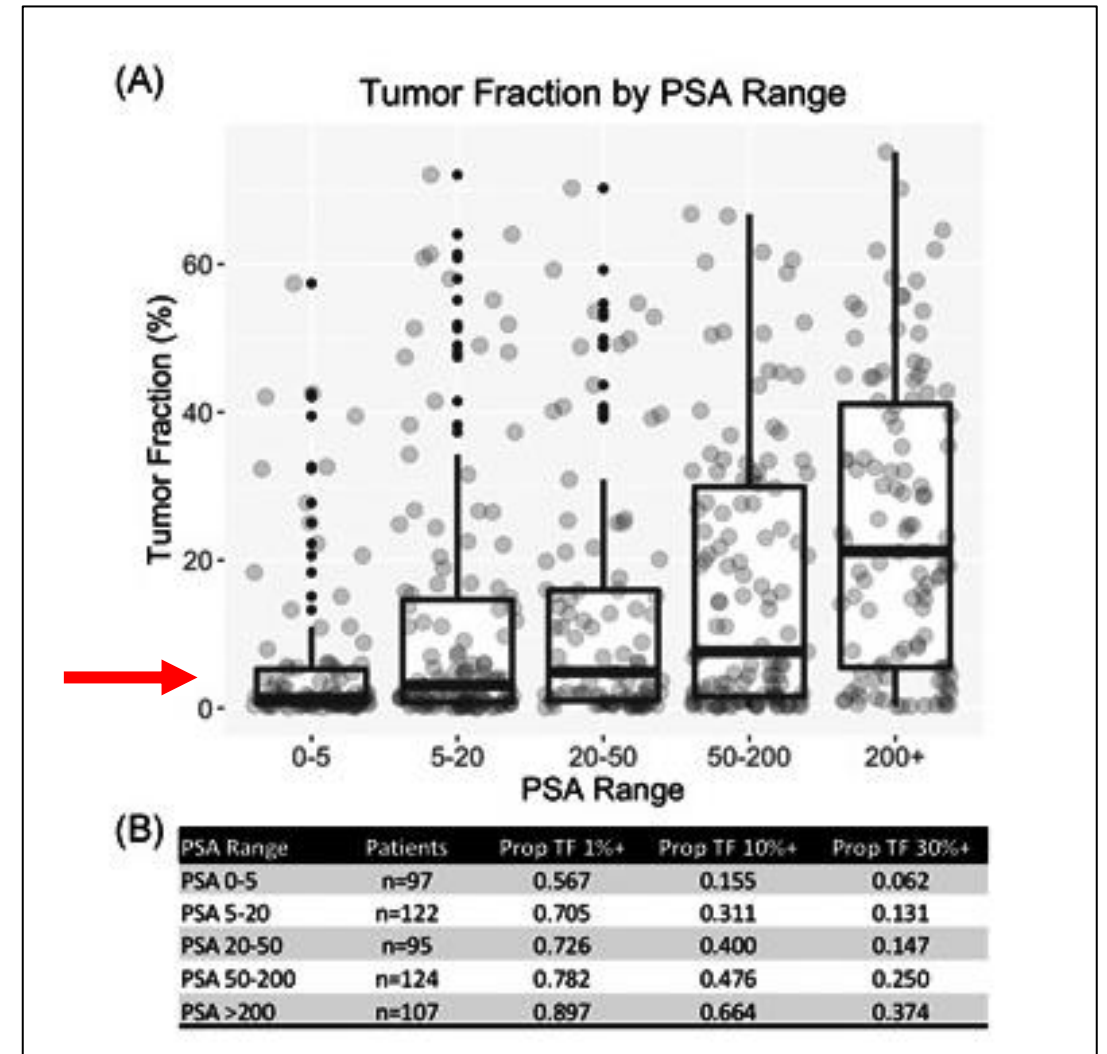 (A)
Tumor Fraction by PSA Range
Tumor Fraction (%)
60
40
20
0
0-5 5-20 20-50 50-200 200+
PSA Range
(B)
PSA Range Patients Prop TF 1%+ Prop TF 10%+ Prop TF 30%+
PSA 0-5 n=97 0.567 0.155 0.062
PSA 5-20 n=122 0.705 0.311 0.131
PSA 20-50 n=95 0.726 0.400 0.147
PSA 50-200 n=124 0.782 0.476 0.250
PSA >200 n=107 0.897 0.664 0.374